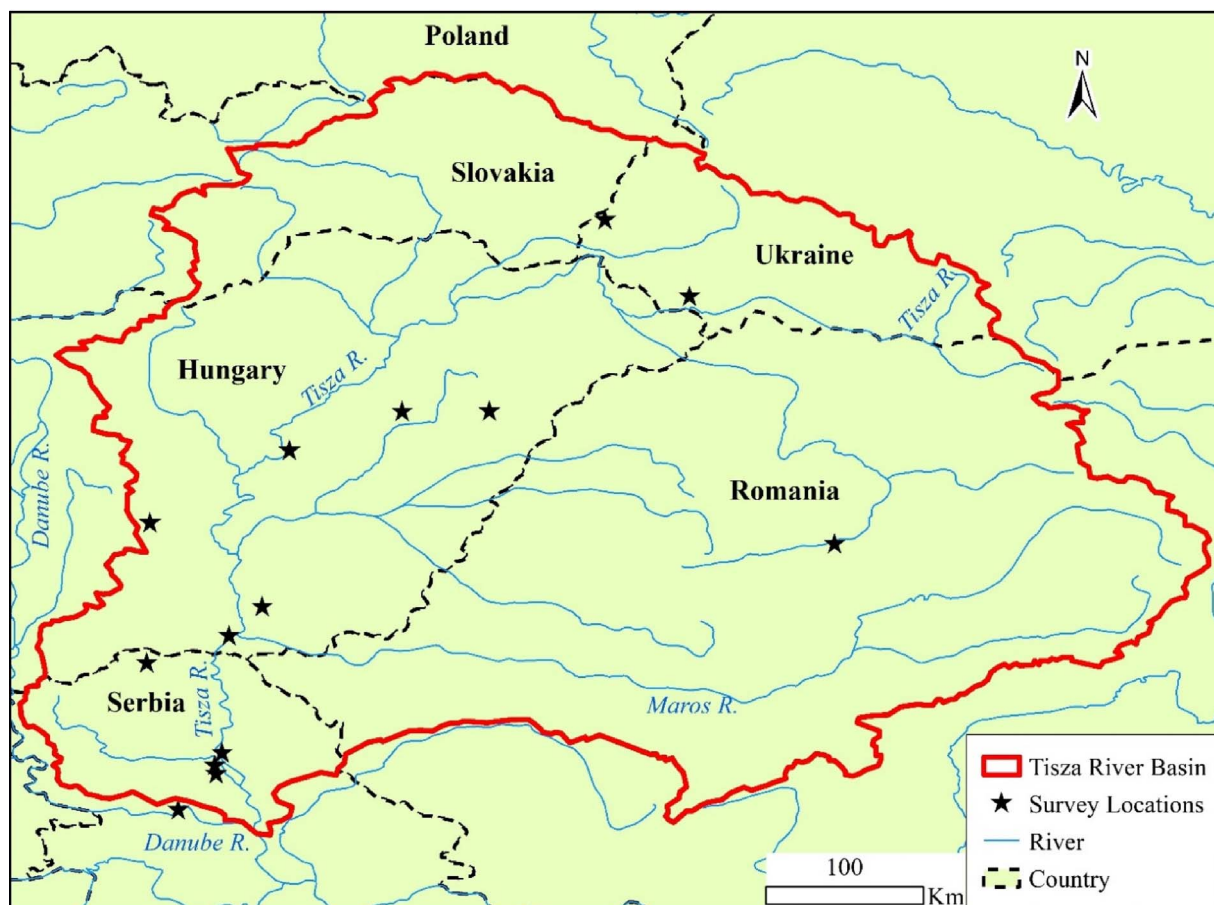 Poland
N
Slovakia
Ukraine
Tisza R.
Hungary
Tisza R.
Danube R.
Romania
Tisza R.
Serbia
Maros R.
Danube R.
Tisza River Basin
Survey Locations
River
Country
100
Km